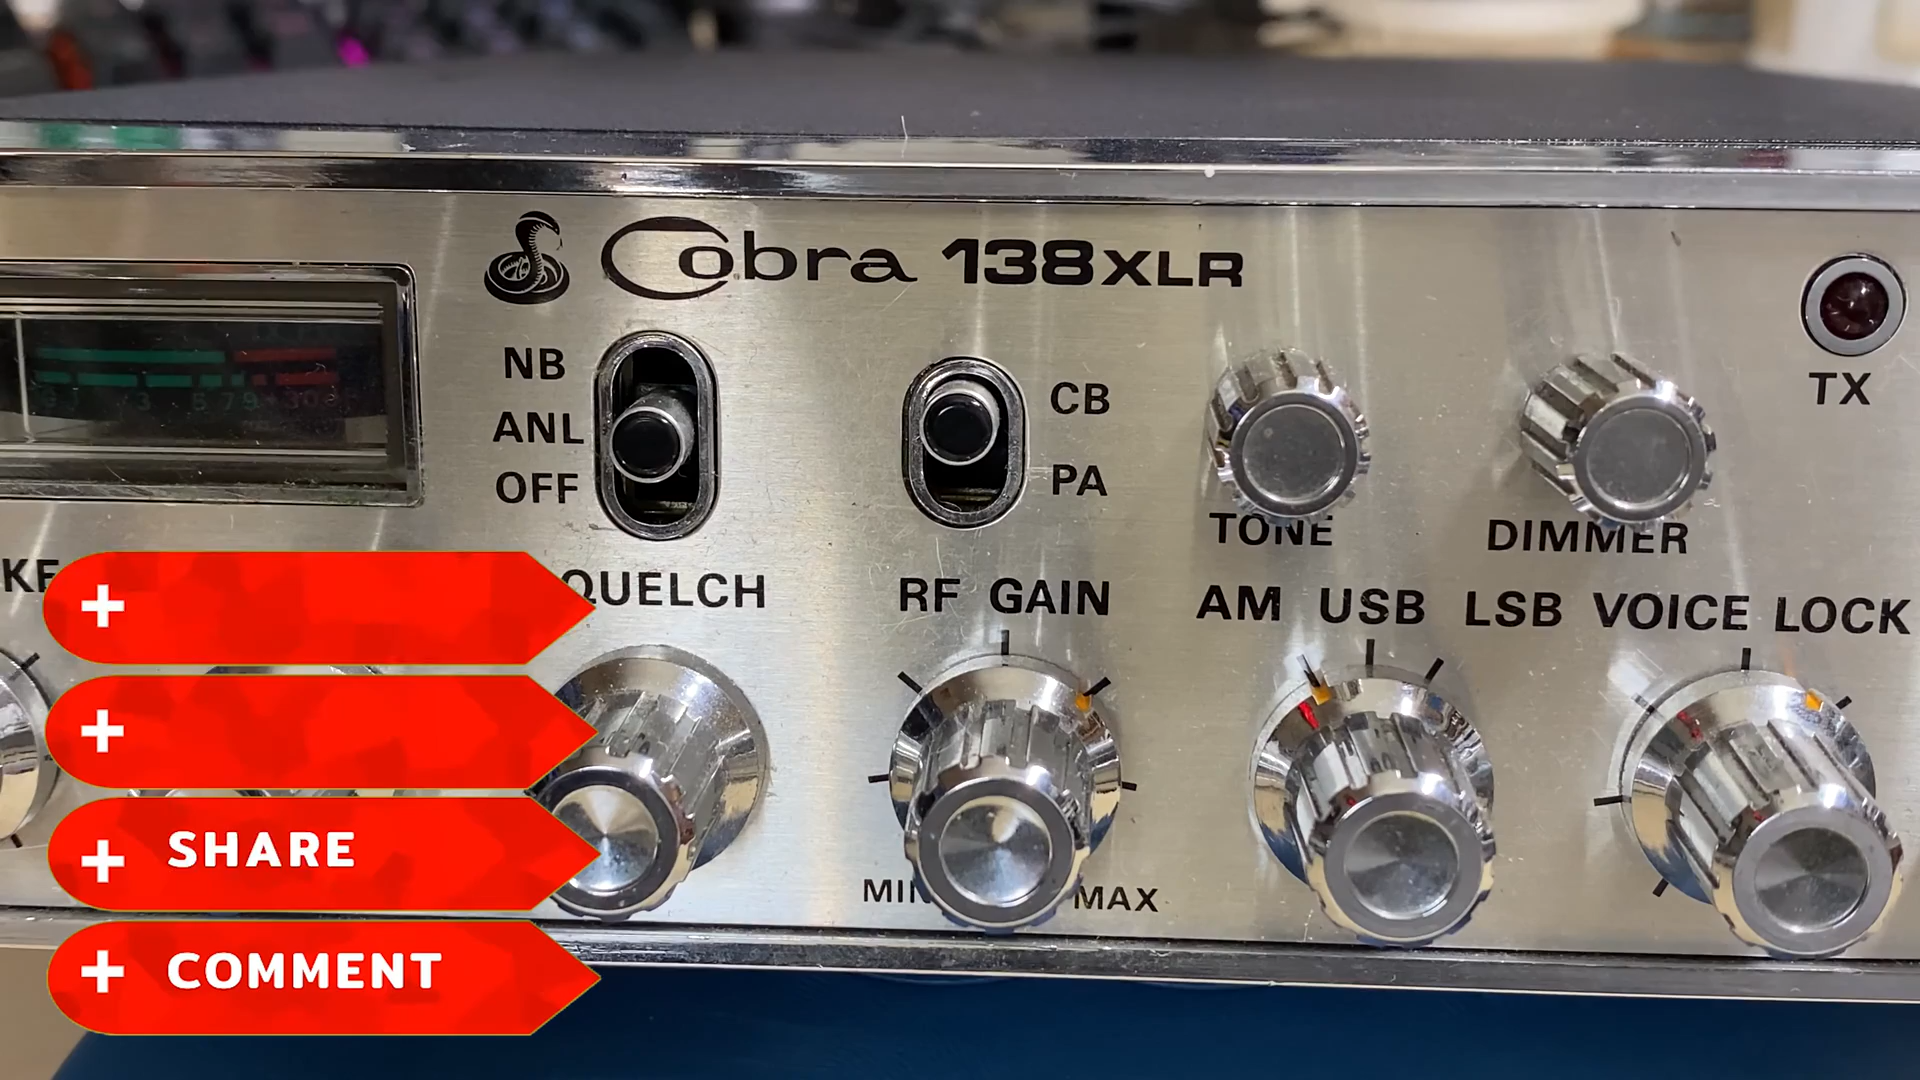 Cobra 138XLR
NB
ANL
OFF
CB
PA
TONE
DIMMER
TX
QUELCH
RF GAIN
AM USB LSB VOICE LOCK
MAX
SHARE
COMMENT